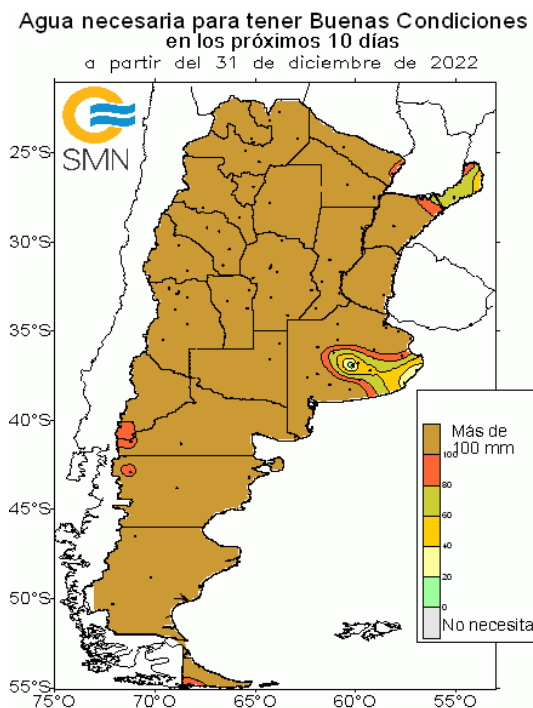 Agua necesaria para tener Buenas Condiciones
en los próximos 10 días
a partir del 31 de diciembre de 2022
SMN
25°S
30°S
35°S
40°S
45°S
50°S
55°S
75°O
70°O
65°O
60°O
55°O
Más de
100 mm
100
80
60
40
20
0
No necesita